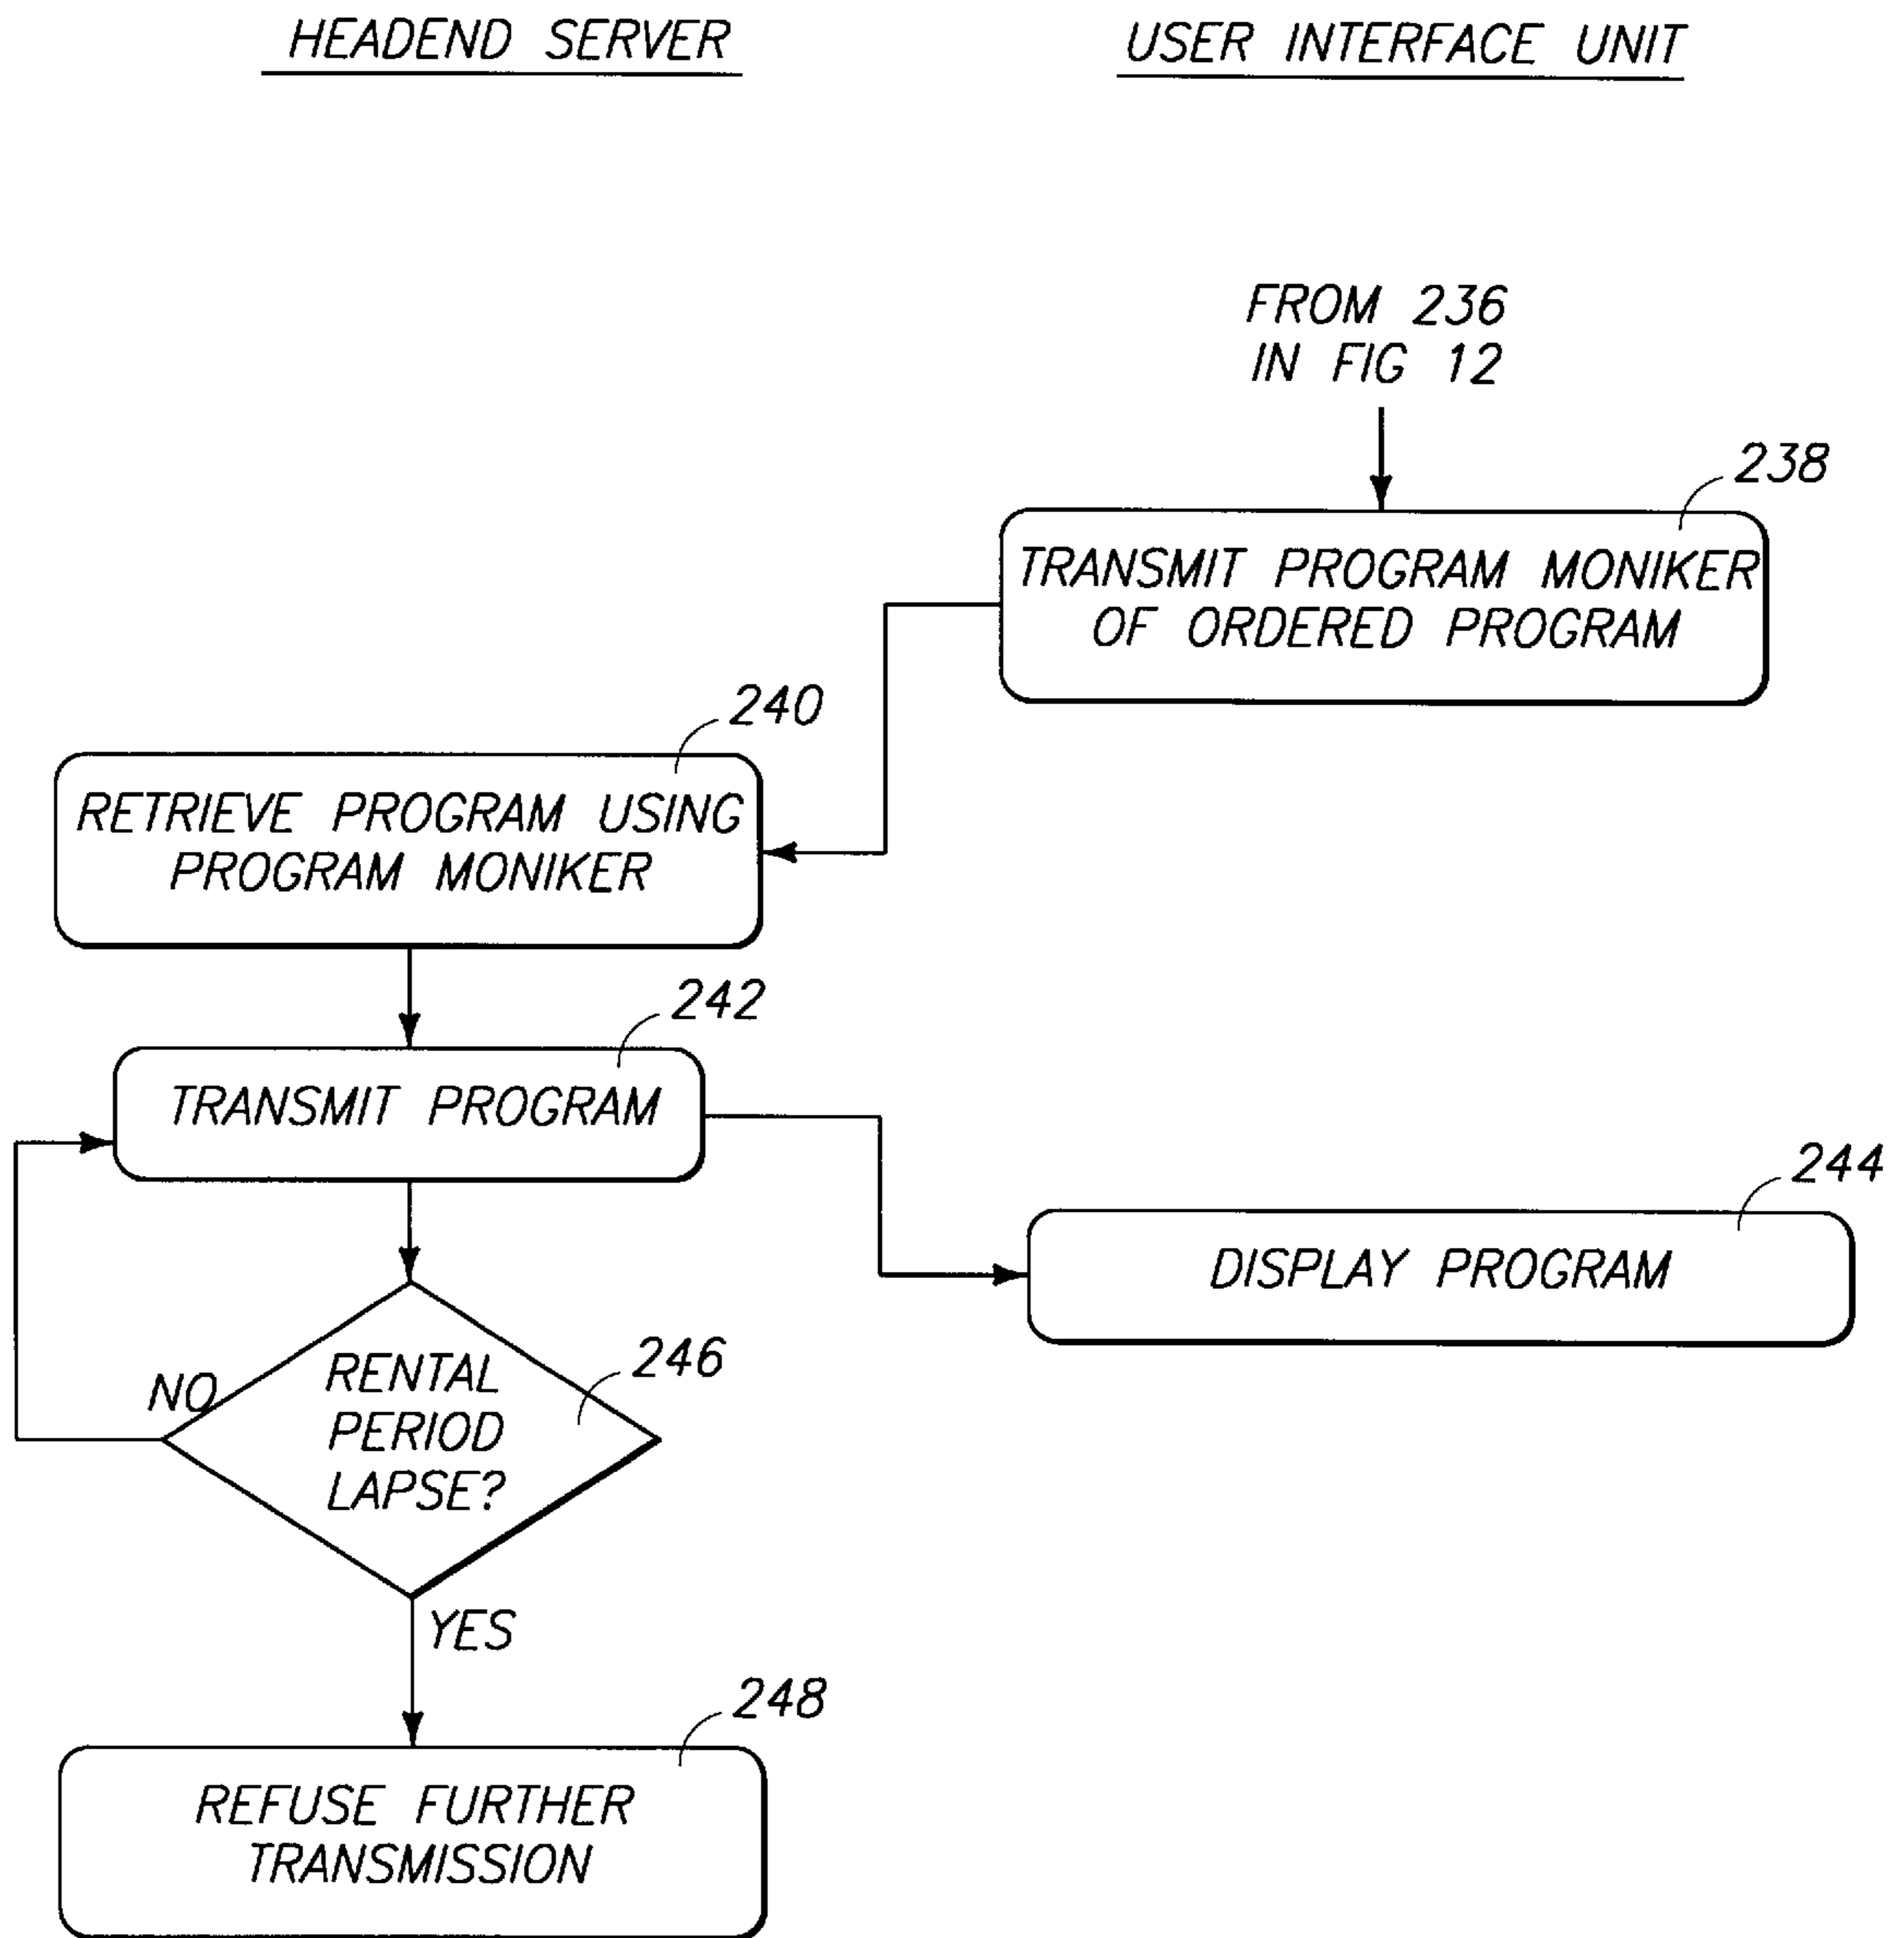 HEADEND SERVER
USER INTERFACE UNIT
FROM 236
IN FIG 12
238
TRANSMIT PROGRAM MONIKER
OF ORDERED PROGRAM
240
RETRIEVE PROGRAM USING
PROGRAM MONIKER
242
TRANSMIT PROGRAM
244
DISPLAY PROGRAM
246
NO
RENTAL
PERIOD
LAPSE?
YES
248
REFUSE FURTHER
TRANSMISSION